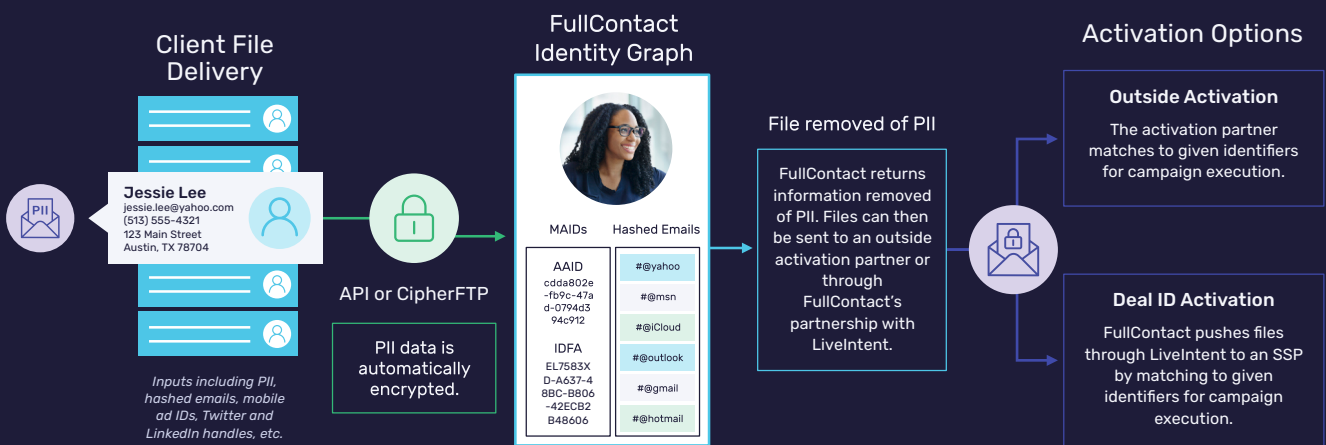 Client File
Delivery
PII
Jessie Lee
jessie.lee@yahoo.com
(513) 555-4321
123 Main Street
Austin, TX 78704
Inputs including PII,
hashed emails, mobile
ad IDs, Twitter and
LinkedIn handles, etc.
API or CipherFTP
PII data is
automatically
encrypted.
FullContact
Identity Graph
MAIDs
AAID
cdda802e
-fb9c-47a
d-0794d3
94c912
IDFA
EL7583X
D-A637-4
8BC-B806
-42ECB2
B48606
Hashed Emails
#@yahoo
#@msn
#@iCloud
#@outlook
#@gmail
#@hotmail
File removed of PII
FullContact returns
information removed
of PII. Files can then
be sent to an outside
activation partner or
through
FullContact's
partnership with
LiveIntent.
Activation Options
Outside Activation
The activation partner
matches to given identifiers
for campaign execution.
Deal ID Activation
FullContact pushes files
through LiveIntent to an SSP
by matching to given
identifiers for campaign
execution.